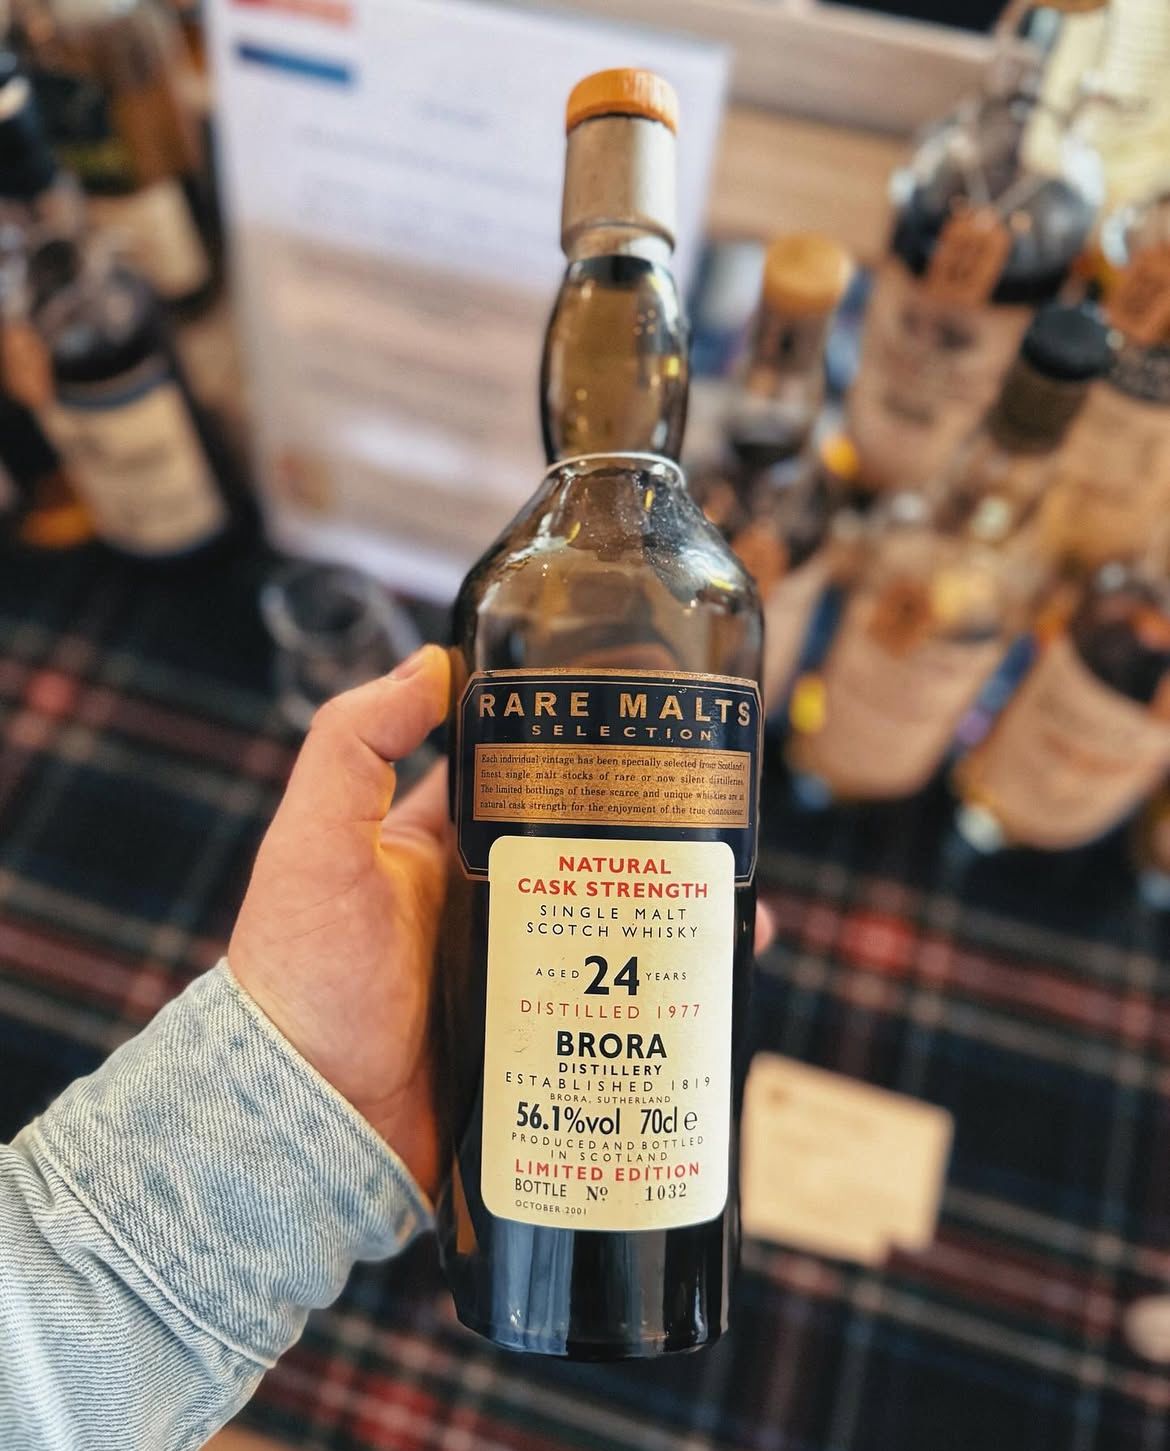 RARE MALTS
SELECTION
Each individual vintage has been specially selected from Scotland's
finest single malt stocks of rare or now silent distilleries.
The limited bottlings of these scarce and unique whiskies are at
natural cask strength for the enjoyment of the true connoisseur.
NATURAL
CASK STRENGTH
SINGLE MALT
SCOTCH WHISKY
AGED 24 YEARS
DISTILLED 1977
BRORA
DISTILLERY
ESTABLISHED 1819
BRORA, SUTHERLAND
56.1%vol 70cl e
PRODUCED AND BOTTLED
IN SCOTLAND
LIMITED EDITION
BOTTLE Nº 1032
OCTOBER 2001